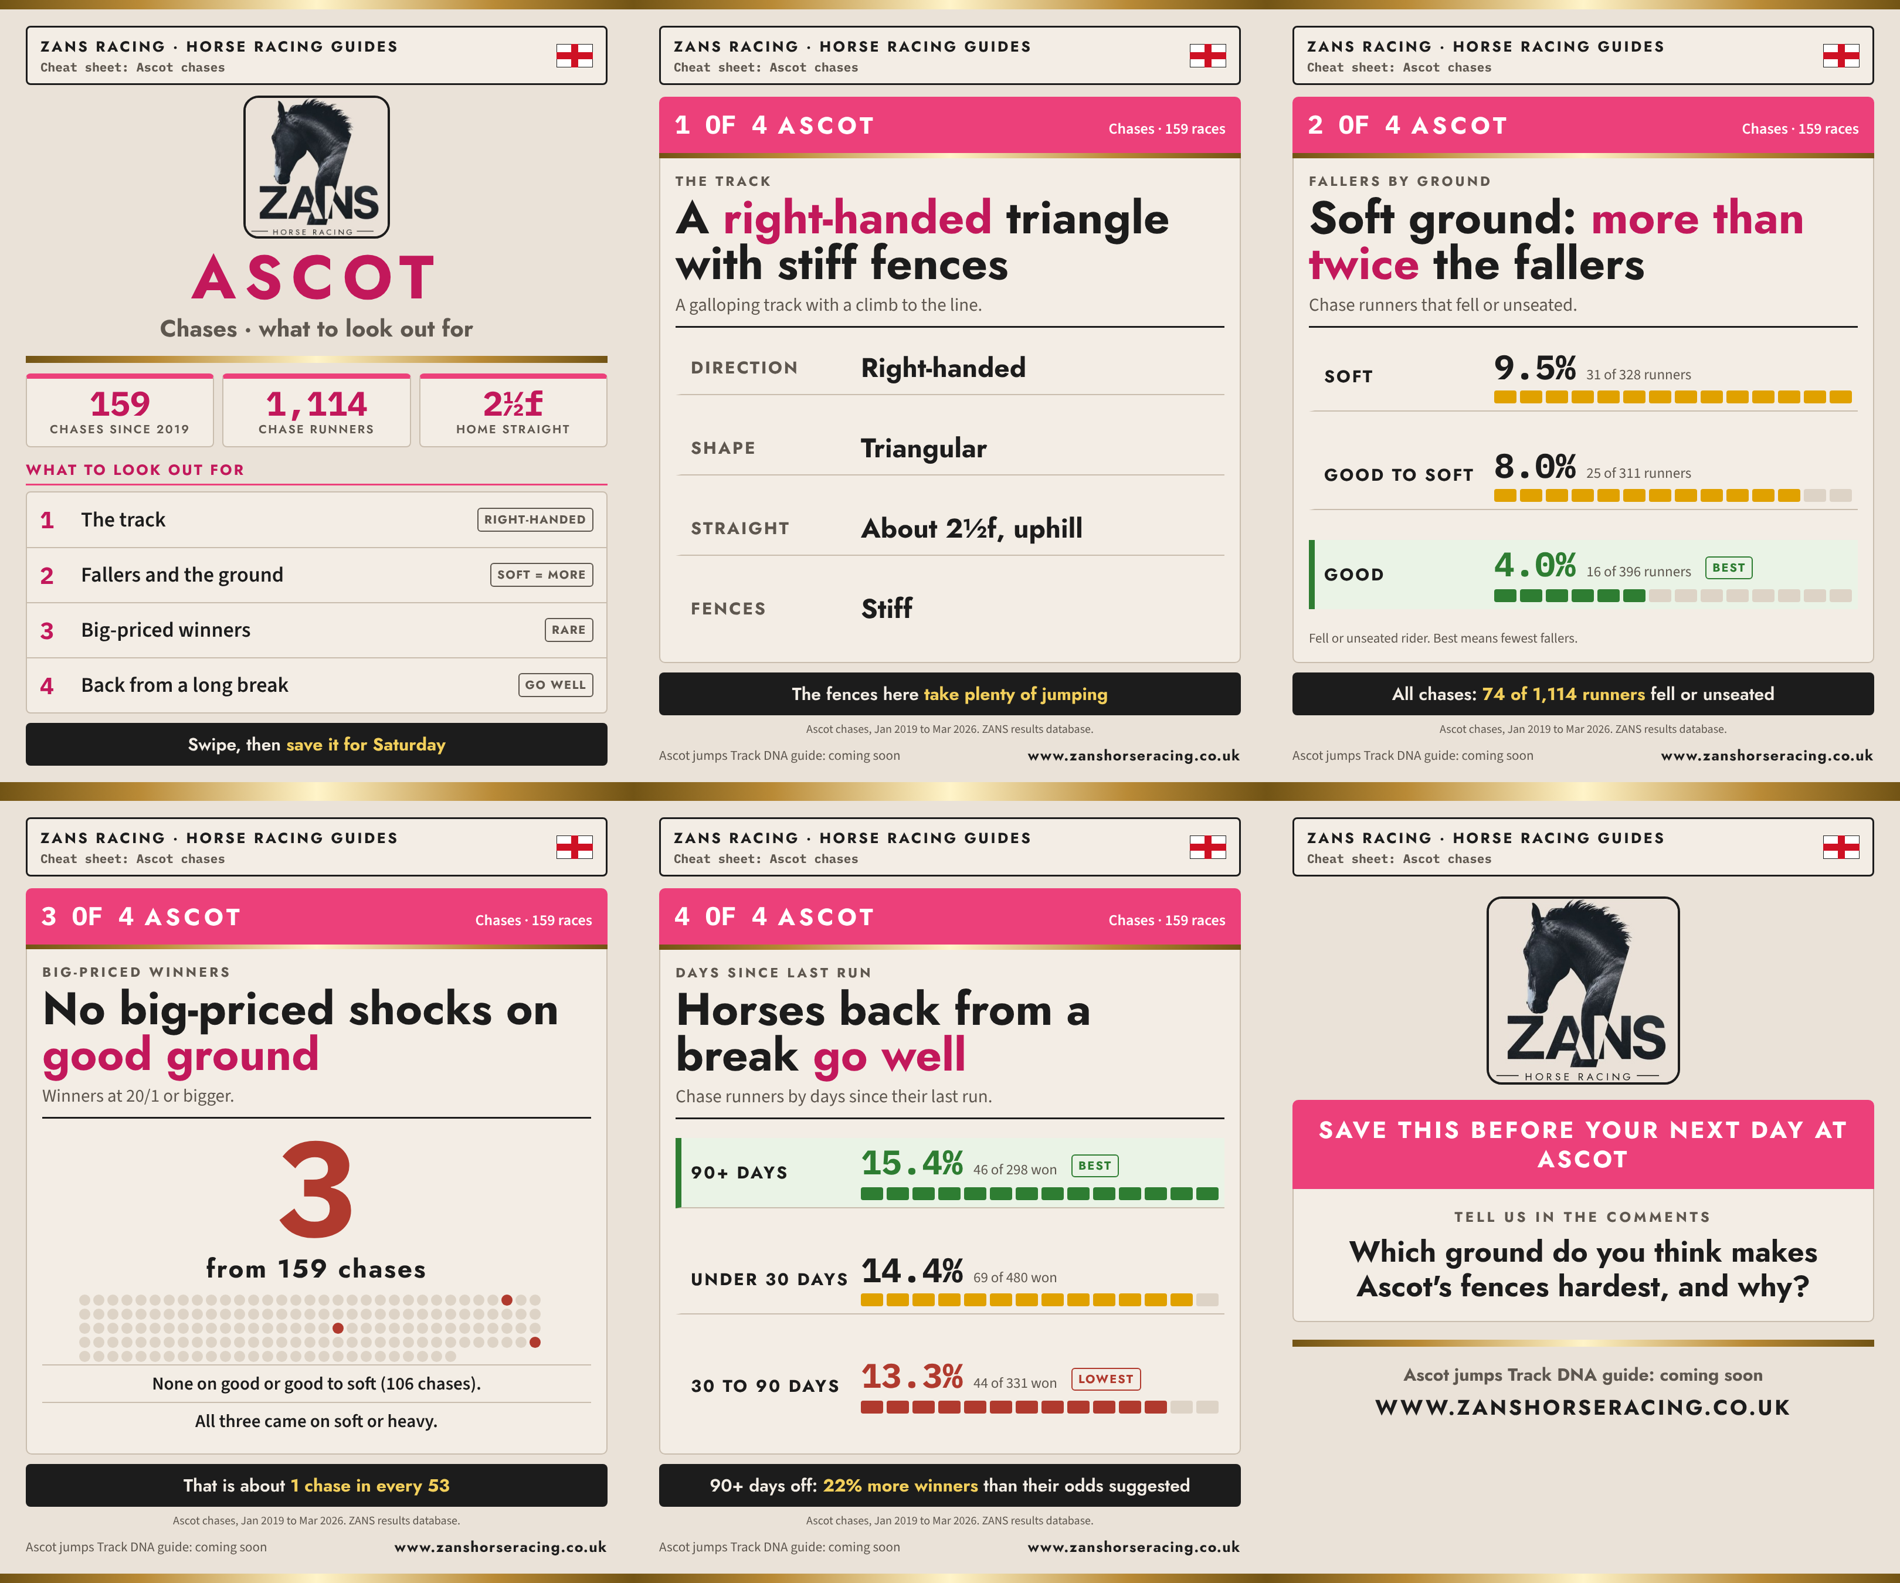 ZANS RACING · HORSE RACING GUIDES
Cheat sheet: Ascot chases
ZANS
HORSE RACING
ASCOT
Chases · what to look out for
159
CHASES SINCE 2019
1,114
CHASE RUNNERS
2½f
HOME STRAIGHT
WHAT TO LOOK OUT FOR
1 The track RIGHT-HANDED
2 Fallers and the ground SOFT = MORE
3 Big-priced winners RARE
4 Back from a long break GO WELL
Swipe, then save it for Saturday
ZANS RACING · HORSE RACING GUIDES
Cheat sheet: Ascot chases
1 OF 4 ASCOT Chases · 159 races
THE TRACK
A right-handed triangle
with stiff fences
A galloping track with a climb to the line.
DIRECTION Right-handed
SHAPE Triangular
STRAIGHT About 2½f, uphill
FENCES Stiff
The fences here take plenty of jumping
Ascot chases, Jan 2019 to Mar 2026. ZANS results database.
Ascot jumps Track DNA guide: coming soon www.zanshorseracing.co.uk
ZANS RACING · HORSE RACING GUIDES
Cheat sheet: Ascot chases
2 OF 4 ASCOT Chases · 159 races
FALLERS BY GROUND
Soft ground: more than
twice the fallers
Chase runners that fell or unseated.
SOFT 9.5% 31 of 328 runners
GOOD TO SOFT 8.0% 25 of 311 runners
GOOD 4.0% 16 of 396 runners BEST
Fell or unseated rider. Best means fewest fallers.
All chases: 74 of 1,114 runners fell or unseated
Ascot chases, Jan 2019 to Mar 2026. ZANS results database.
Ascot jumps Track DNA guide: coming soon www.zanshorseracing.co.uk
ZANS RACING · HORSE RACING GUIDES
Cheat sheet: Ascot chases
3 OF 4 ASCOT Chases · 159 races
BIG-PRICED WINNERS
No big-priced shocks on
good ground
Winners at 20/1 or bigger.
3
from 159 chases
None on good or good to soft (106 chases).
All three came on soft or heavy.
That is about 1 chase in every 53
Ascot chases, Jan 2019 to Mar 2026. ZANS results database.
Ascot jumps Track DNA guide: coming soon www.zanshorseracing.co.uk
ZANS RACING · HORSE RACING GUIDES
Cheat sheet: Ascot chases
4 OF 4 ASCOT Chases · 159 races
DAYS SINCE LAST RUN
Horses back from a
break go well
Chase runners by days since their last run.
90+ DAYS 15.4% 46 of 298 won BEST
UNDER 30 DAYS 14.4% 69 of 480 won
30 TO 90 DAYS 13.3% 44 of 331 won LOWEST
90+ days off: 22% more winners than their odds suggested
Ascot chases, Jan 2019 to Mar 2026. ZANS results database.
Ascot jumps Track DNA guide: coming soon www.zanshorseracing.co.uk
ZANS RACING · HORSE RACING GUIDES
Cheat sheet: Ascot chases
ZANS
HORSE RACING
SAVE THIS BEFORE YOUR NEXT DAY AT
ASCOT
TELL US IN THE COMMENTS
Which ground do you think makes
Ascot's fences hardest, and why?
Ascot jumps Track DNA guide: coming soon
WWW.ZANSHORSERACING.CO.UK